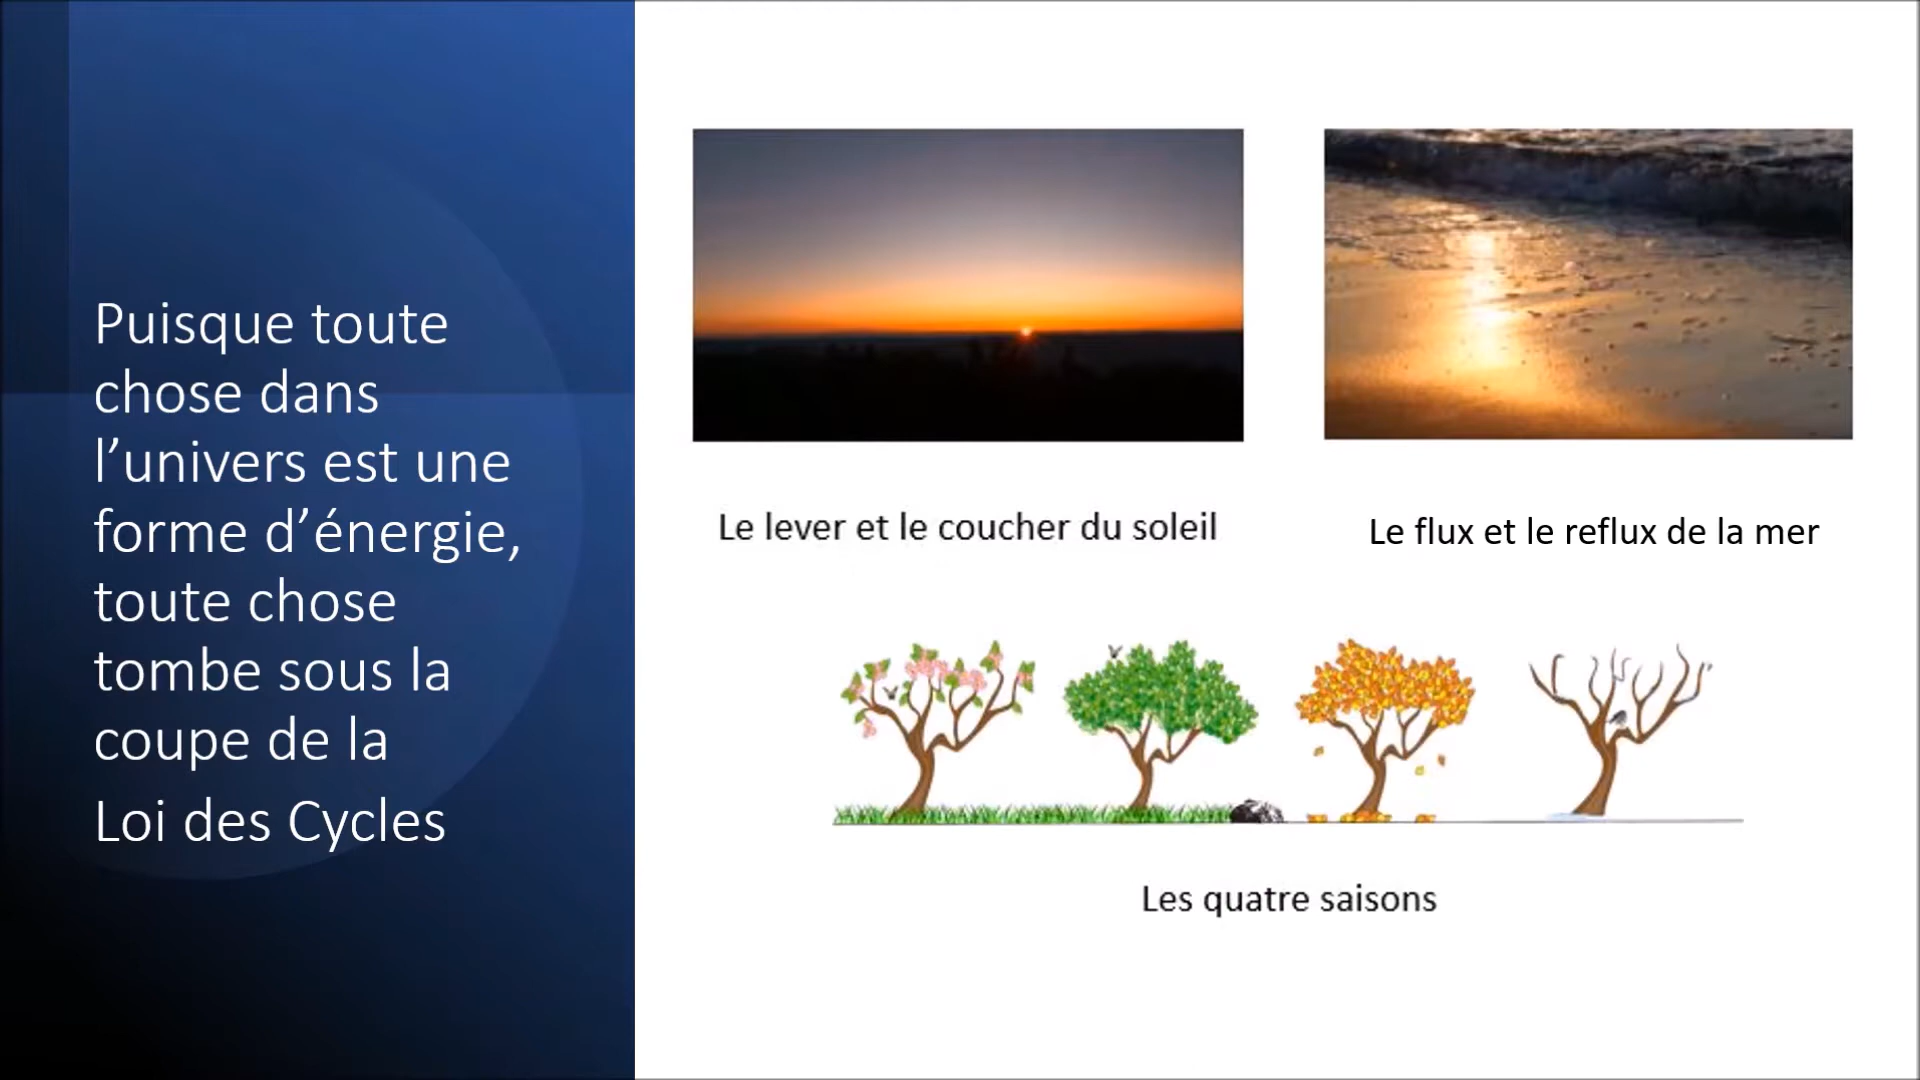 Puisque toute
chose dans
l’univers est une
forme d’énergie,
toute chose
tombe sous la
coupe de la
Loi des Cycles
Le lever et le coucher du soleil
Le flux et le reflux de la mer
Les quatre saisons